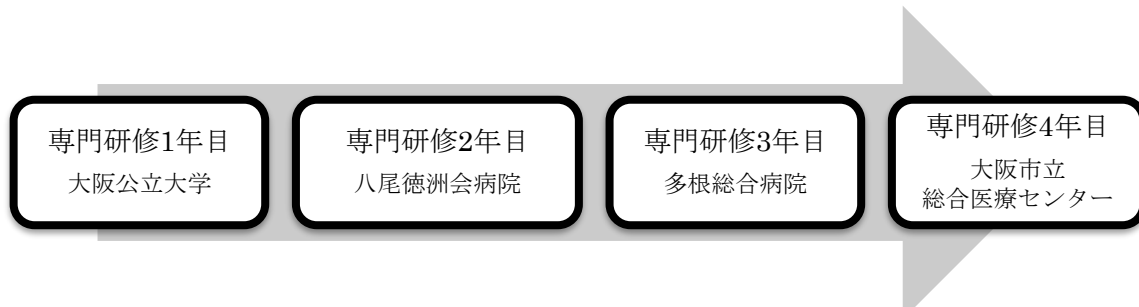 専門研修1年目
大阪公立大学
専門研修2年目
八尾徳洲会病院
専門研修3年目
多根総合病院
専門研修4年目
大阪市立
総合医療センター